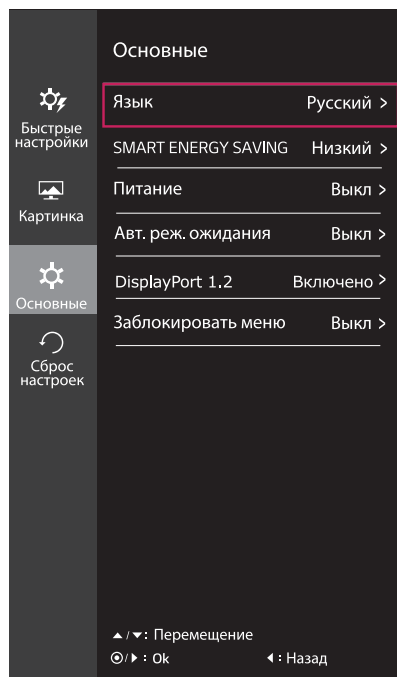 Основные
Язык Русский >
SMART ENERGY SAVING Низкий >
Питание Выкл >
Авт. реж. ожидания Выкл >
DisplayPort 1.2 Включено >
Заблокировать меню Выкл >
Быстрые
настройки
Картинка
Основные
Сброс
настроек
▲/▼: Перемещение
⦿/▶ : Ok ◀ : Назад